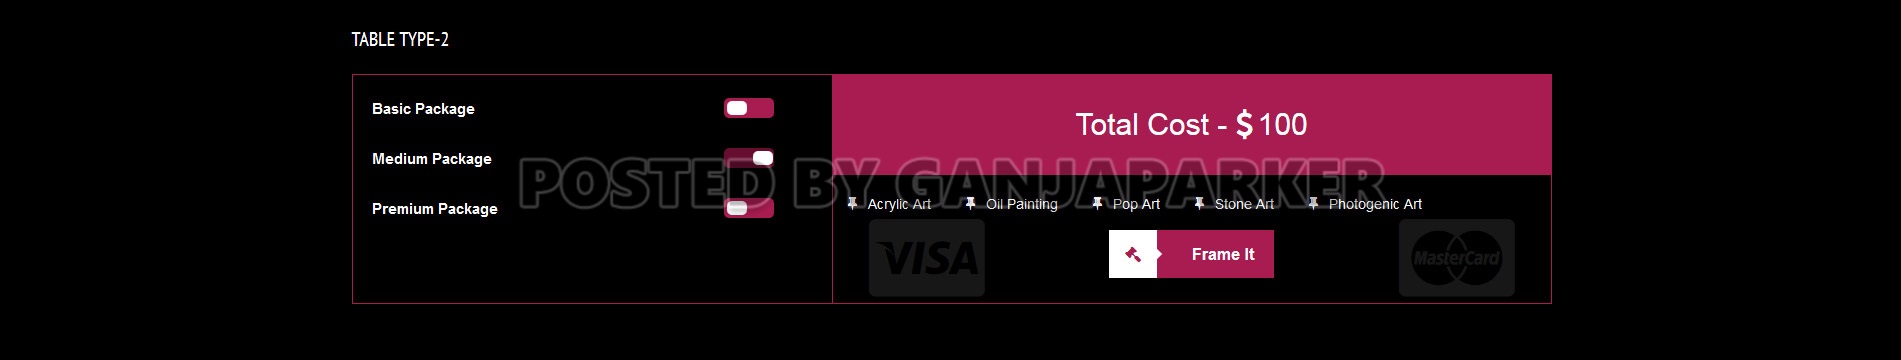 TABLE TYPE-2
Basic Package
Medium Package
Premium Package
Total Cost - $100
Acrylic Art Oil Painting Pop Art Stone Art Photogenic Art
VISA
Frame It
MasterCard
POSTED BY GANJAPARKER